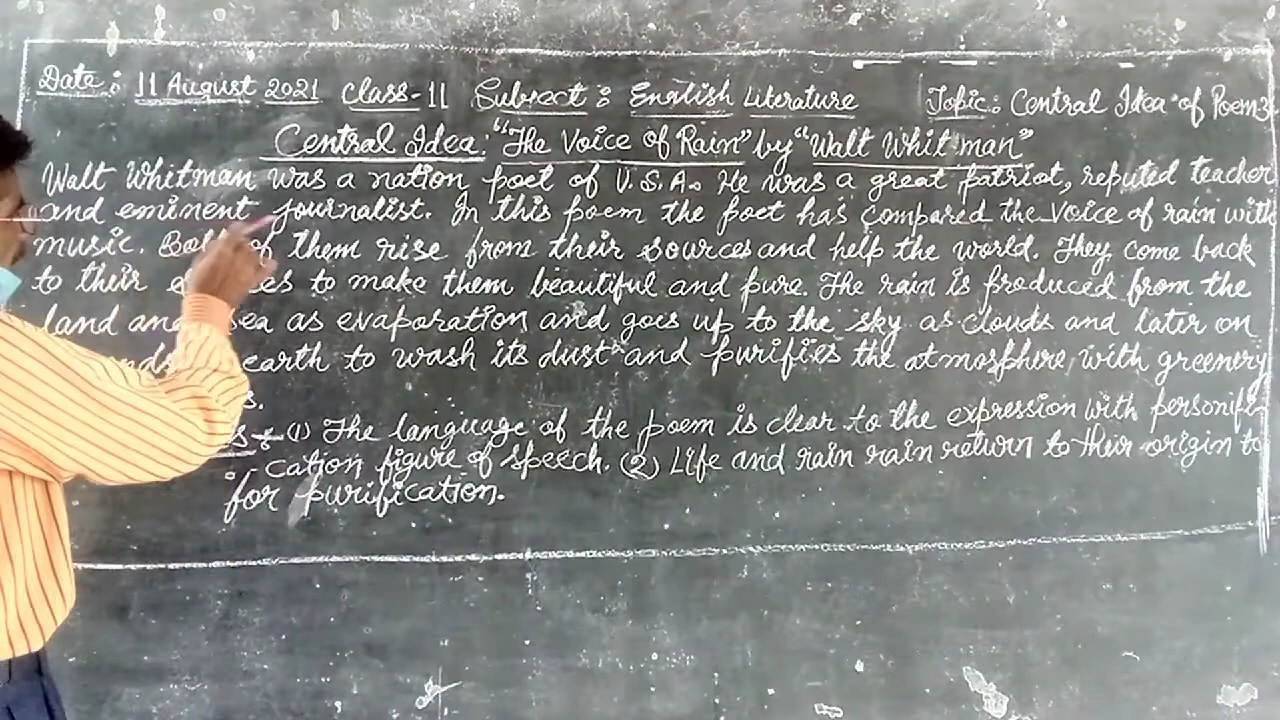 Date: 11 August 2021 Class-11 Subject: English Literature Topic: Central Idea of Poems
Central Idea: "The Voice of Rain" by "Walt Whit man"
Walt Whitman was a nation poet of U.S.A. He was a great patriot, reputed teacher
and eminent journalist. In this poem the poet has compared the Voice of rain with
music. of them rise from their sources and help the world. They come back
to their to make them beautiful and pure. The rain is produced from the
land and sea as evaporation and goes up to the sky as clouds and later on
earth to wash its dust and purifies the atmosphere with greenery
(1) The language of the poem is clear to the expression with personifi-
cation figure of speech. (2) Life and rain rain return to their origin to
for purification.